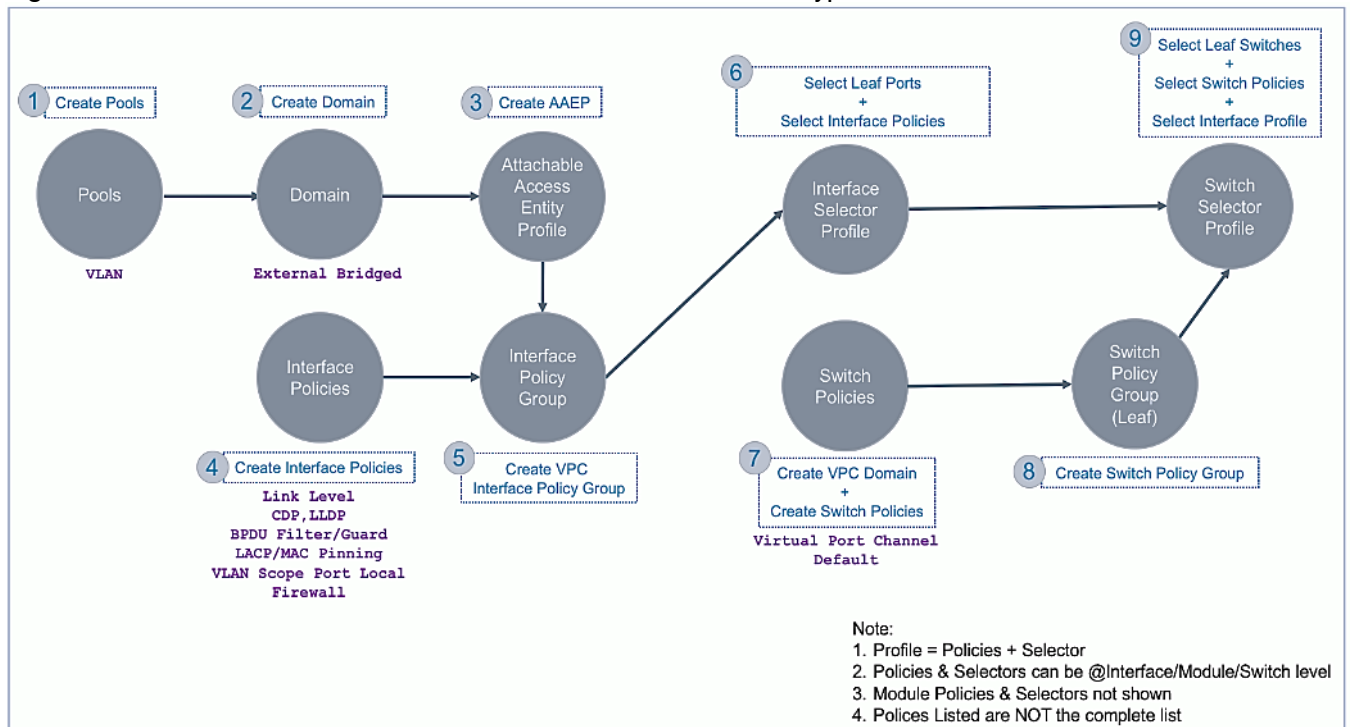 1 Create Pools
Pools
VLAN
2 Create Domain
Domain
External Bridged
3 Create AAEP
Attachable
Access
Entity
Profile
4 Create Interface Policies
Interface
Policies
Link Level
CDP,LLDP
BPDU Filter/Guard
LACP/MAC Pinning
VLAN Scope Port Local
Firewall
Interface
Policy
Group
5 Create VPC
Interface Policy Group
6 Select Leaf Ports
+
Select Interface Policies
Interface
Selector
Profile
Switch
Policies
7 Create VPC Domain
+
Create Switch Policies
Virtual Port Channel
Default
Switch
Policy
Group
(Leaf)
8 Create Switch Policy Group
9 Select Leaf Switches
+
Select Switch Policies
+
Select Interface Profile
Switch
Selector
Profile
Note:
1. Profile = Policies + Selector
2. Policies & Selectors can be @Interface/Module/Switch level
3. Module Policies & Selectors not shown
4. Polices Listed are NOT the complete list